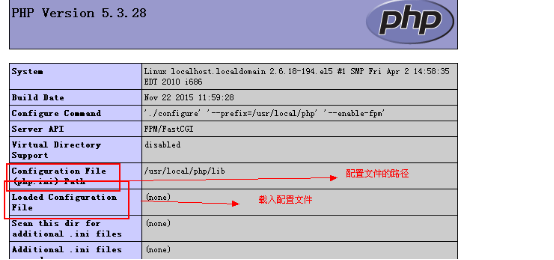 PHP Version 5.3.28
php
System
Linux localhost.localdomain 2.6.18-194.el5 #1 SMP Fri Apr 2 14:58:35
EDT 2010 i686
Build Date
Nov 22 2015 11:59:28
Configure Command
'./configure' '--prefix=/usr/local/php' '--enable-fpm'
Server API
FPM/FastCGI
Virtual Directory
Support
disabled
Configuration File
(php.ini) Path
/usr/local/php/lib
配置文件的路径
Loaded Configuration
File
(none)
载入配置文件
Scan this dir for
additional .ini files
(none)
Additional .ini files
(none)